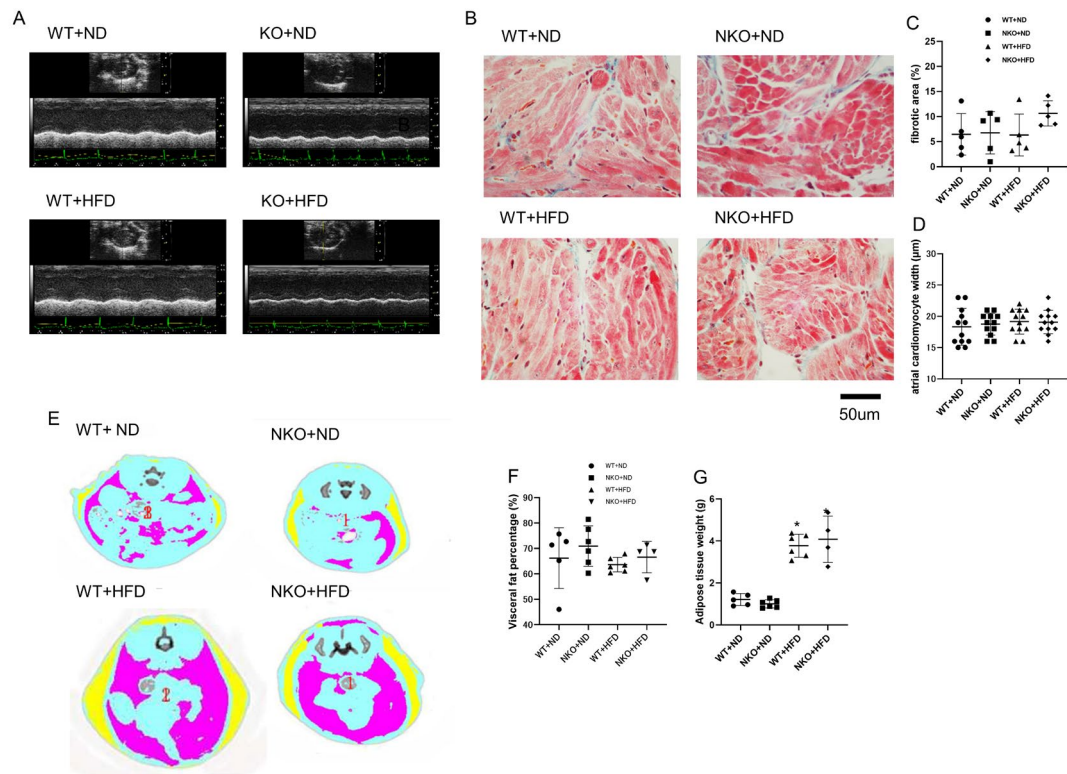 A
WT+ND
KO+ND
B
WT+HFD
KO+HFD
B
WT+ND
NKO+ND
WT+HFD
NKO+HFD
50um
C
WT+ND
NKO+ND
WT+HFD
NKO+HFD
fibrotic area (%)
25
20
15
10
5
0
WT+ND
NKO+ND
WT+HFD
NKO+HFD
D
atrial cardiomyocyte width (μm)
30
25
20
15
10
WT+ND
NKO+ND
WT+HFD
NKO+HFD
E
WT+ ND
NKO+ND
1
WT+HFD
NKO+HFD
1
F
WT+ND
NKO+ND
WT+HFD
NKO+HFD
Visceral fat percentage (%)
90
80
70
60
50
40
WT+ND
NKO+ND
WT+HFD
NKO+HFD
G
Adipose tissue weight (g)
6
4
2
0
*
*
WT+ND
NKO+ND
WT+HFD
NKO+HFD